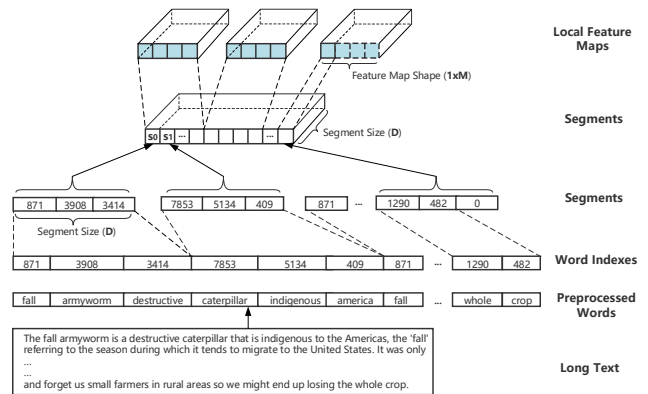 Local Feature
Maps
Feature Map Shape (1xM)
Segments
S0 S1 ... ...
Segment Size (D)
Segments
871 3908 3414 7853 5134 409 871 ... 1290 482 0
Segment Size (D)
Word Indexes
871 3908 3414 7853 5134 409 871 ... 1290 482
Preprocessed
Words
fall armyworm destructive caterpillar indigenous america fall ... whole crop
The fall armyworm is a destructive caterpillar that is indigenous to the Americas, the 'fall'
referring to the season during which it tends to migrate to the United States. It was only
...
...
and forget us small farmers in rural areas so we might end up losing the whole crop.
Long Text